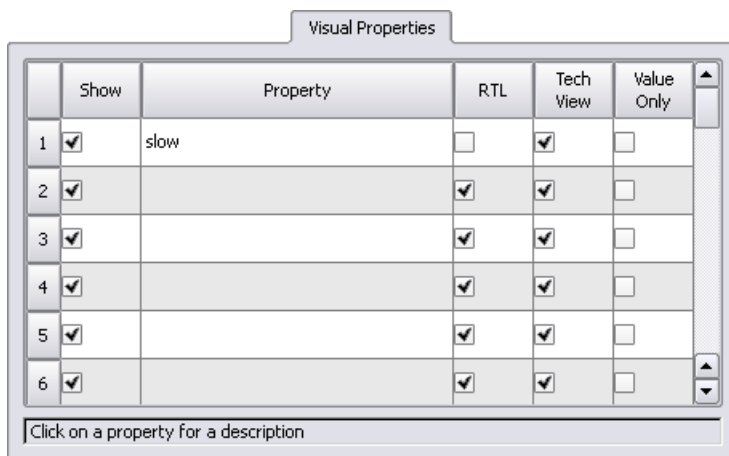 Visual Properties
Show Property RTL Tech View Value Only
1 slow
2
3
4
5
6
Click on a property for a description